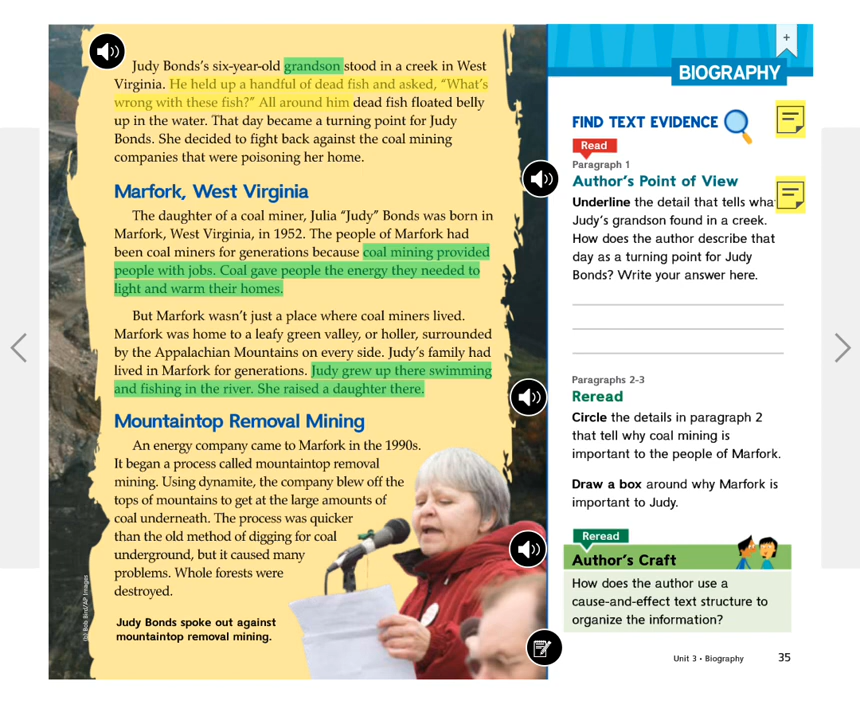 Judy Bonds's six-year-old grandson stood in a creek in West
Virginia. He held up a handful of dead fish and asked, "What's
wrong with these fish?" All around him dead fish floated belly
up in the water. That day became a turning point for Judy
Bonds. She decided to fight back against the coal mining
companies that were poisoning her home.
Marfork, West Virginia
The daughter of a coal miner, Julia "Judy" Bonds was born in
Marfork, West Virginia, in 1952. The people of Marfork had
been coal miners for generations because coal mining provided
people with jobs. Coal gave people the energy they needed to
light and warm their homes.
But Marfork wasn't just a place where coal miners lived.
Marfork was home to a leafy green valley, or holler, surrounded
by the Appalachian Mountains on every side. Judy's family had
lived in Marfork for generations. Judy grew up there swimming
and fishing in the river. She raised a daughter there.
Mountaintop Removal Mining
An energy company came to Marfork in the 1990s.
It began a process called mountaintop removal
mining. Using dynamite, the company blew off the
tops of mountains to get at the large amounts of
coal underneath. The process was quicker
than the old method of digging for coal
underground, but it caused many
problems. Whole forests were
destroyed.
Judy Bonds spoke out against
mountaintop removal mining.
BIOGRAPHY
FIND TEXT EVIDENCE
Read
Paragraph 1
Author's Point of View
Underline the detail that tells wha
Judy's grandson found in a creek.
How does the author describe that
day as a turning point for Judy
Bonds? Write your answer here.
Paragraphs 2-3
Reread
Circle the details in paragraph 2
that tell why coal mining is
important to the people of Marfork.
Draw a box around why Marfork is
important to Judy.
Reread
Author's Craft
How does the author use a
cause-and-effect text structure to
organize the information?
Unit 3 • Biography 35